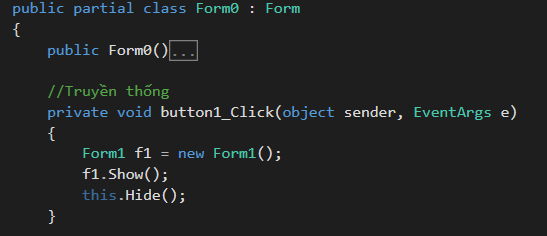 public partial class Form0 : Form
{
public Form0()...
//Truyền thống
private void button1_Click(object sender, EventArgs e)
{
Form1 f1 = new Form1();
f1.Show();
this.Hide();
}